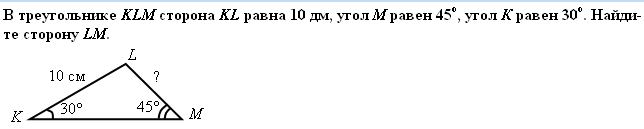 В треугольнике KLM сторона KL равна 10 дм, угол M равен 45°, угол K равен 30°. Найди-
те сторону LM.
L
10 см
?
K
30°
45°
M